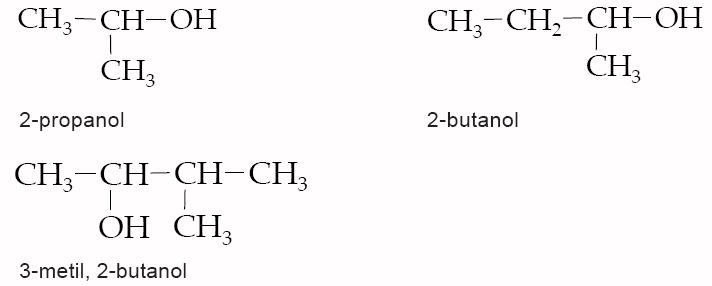 CH₃–CH–OH
CH₃
2-propanol
CH₃–CH₂–CH–OH
CH₃
2-butanol
CH₃–CH–CH–CH₃
OH CH₃
3-metil, 2-butanol